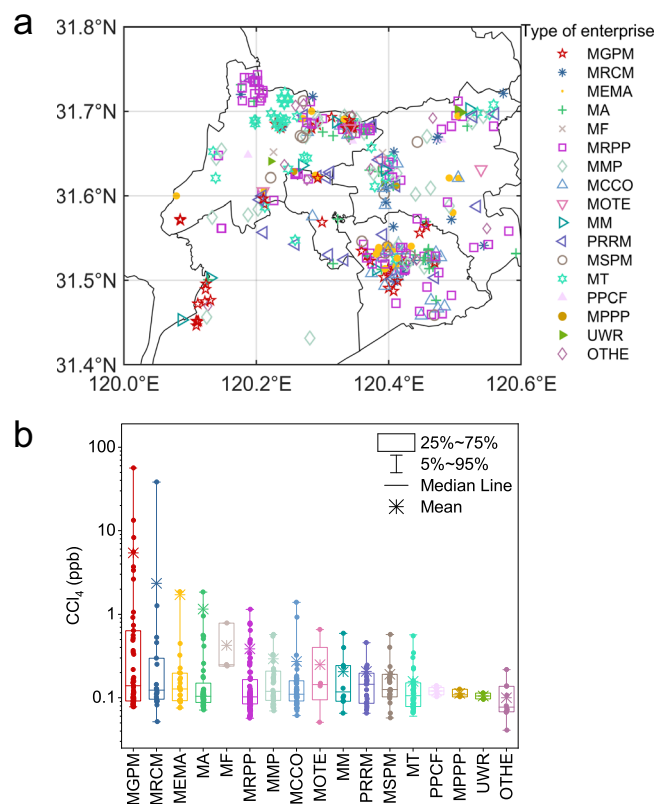 a
Type of enterprise
31.8°N
31.7°N
31.6°N
31.5°N
31.4°N
120.0°E
120.2°E
120.4°E
120.6°E
MGPM
MRCM
MEMA
MA
MF
MRPP
MMP
MCCO
MOTE
MM
PRRM
MSPM
MT
PPCF
MPPP
UWR
OTHE
b
CCl₄ (ppb)
100
10
1
0.1
25%~75%
5%~95%
Median Line
Mean
MGPM
MRCM
MEMA
MA
MF
MRPP
MMP
MCCO
MOTE
MM
PRRM
MSPM
MT
PPCF
MPPP
UWR
OTHE